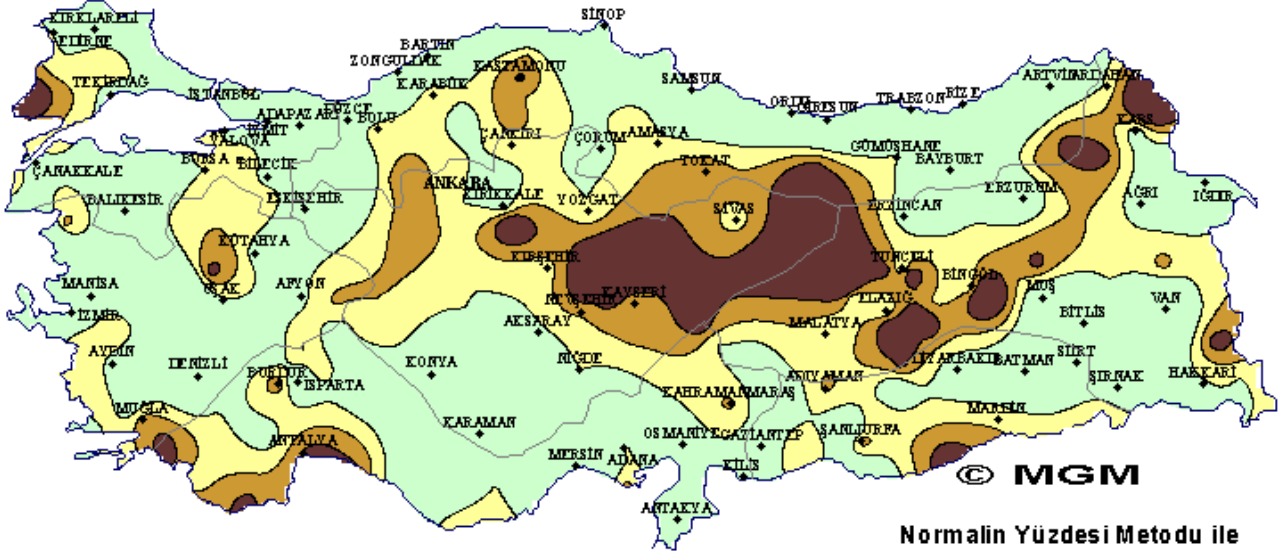 SİNOP
KIRKLARELİ
EDİRNE
BARTIN
ZONGULDAK
KASTAMONU
TEKİRDAĞ
İSTANBUL
KARABÜK
SAMSUN
ARTVİN
ARDAHAN
ADAPAZARI
DÜZCE
BOLU
ORDU
GİRESUN
TRABZON
RİZE
İZMİT
YALOVA
ÇANKIRI
ÇORUM
AMASYA
KARS
BURSA
BİLECİK
TOKAT
GÜMÜŞHANE
BAYBURT
ÇANAKKALE
ANKARA
KIRIKKALE
YOZGAT
ERZURUM
AĞRI
IĞDIR
BALIKESİR
ESKİŞEHİR
SİVAS
ERZİNCAN
KÜTAHYA
KIRŞEHİR
TUNCELİ
BİNGÖL
MANİSA
UŞAK
AFYON
NEVŞEHİR
KAYSERİ
ELAZIĞ
MUŞ
VAN
İZMİR
AKSARAY
MALATYA
BİTLİS
AYDIN
DENİZLİ
KONYA
NİĞDE
DİYARBAKIR
BATMAN
SİİRT
BURDUR
ISPARTA
ADIYAMAN
ŞIRNAK
HAKKARİ
KAHRAMANMARAŞ
MUĞLA
KARAMAN
MARDİN
ANTALYA
OSMANİYE
GAZİANTEP
ŞANLIURFA
MERSİN
ADANA
KİLİS
© MGM
ANTAKYA
Normalin Yüzdesi Metodu ile